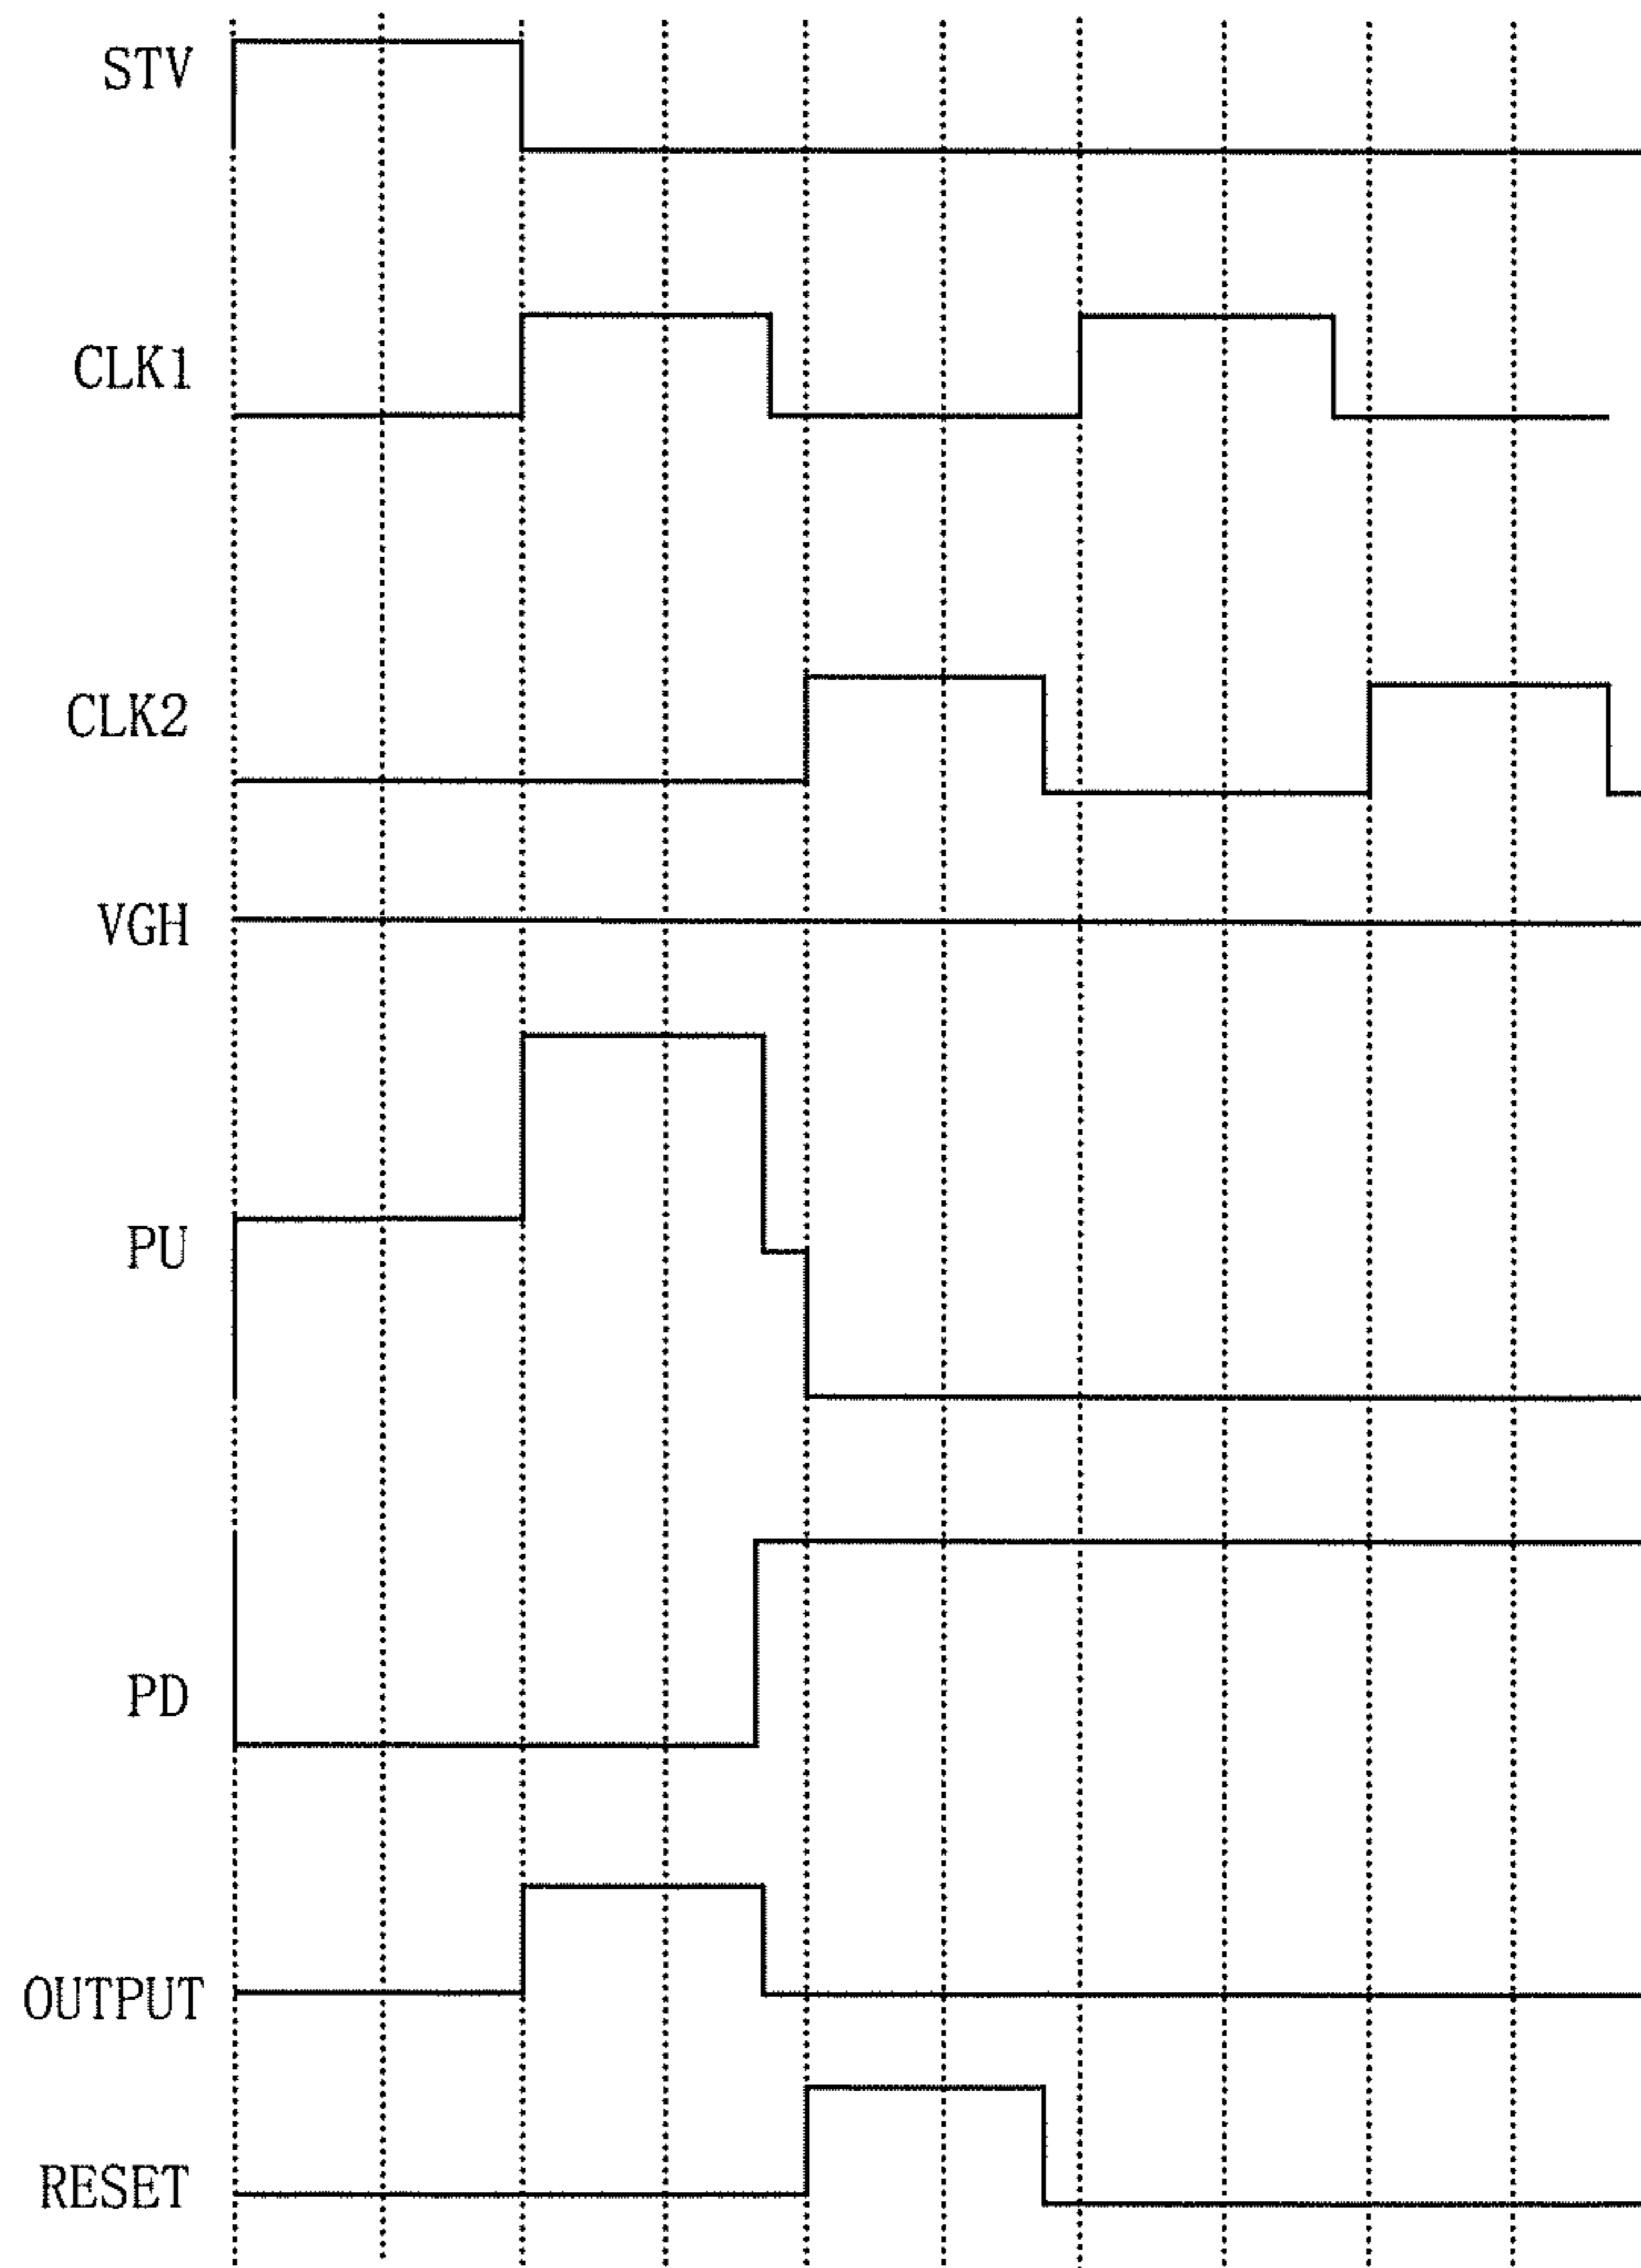 STV
CLK1
CLK2
VGH
PU
PD
OUTPUT
RESET